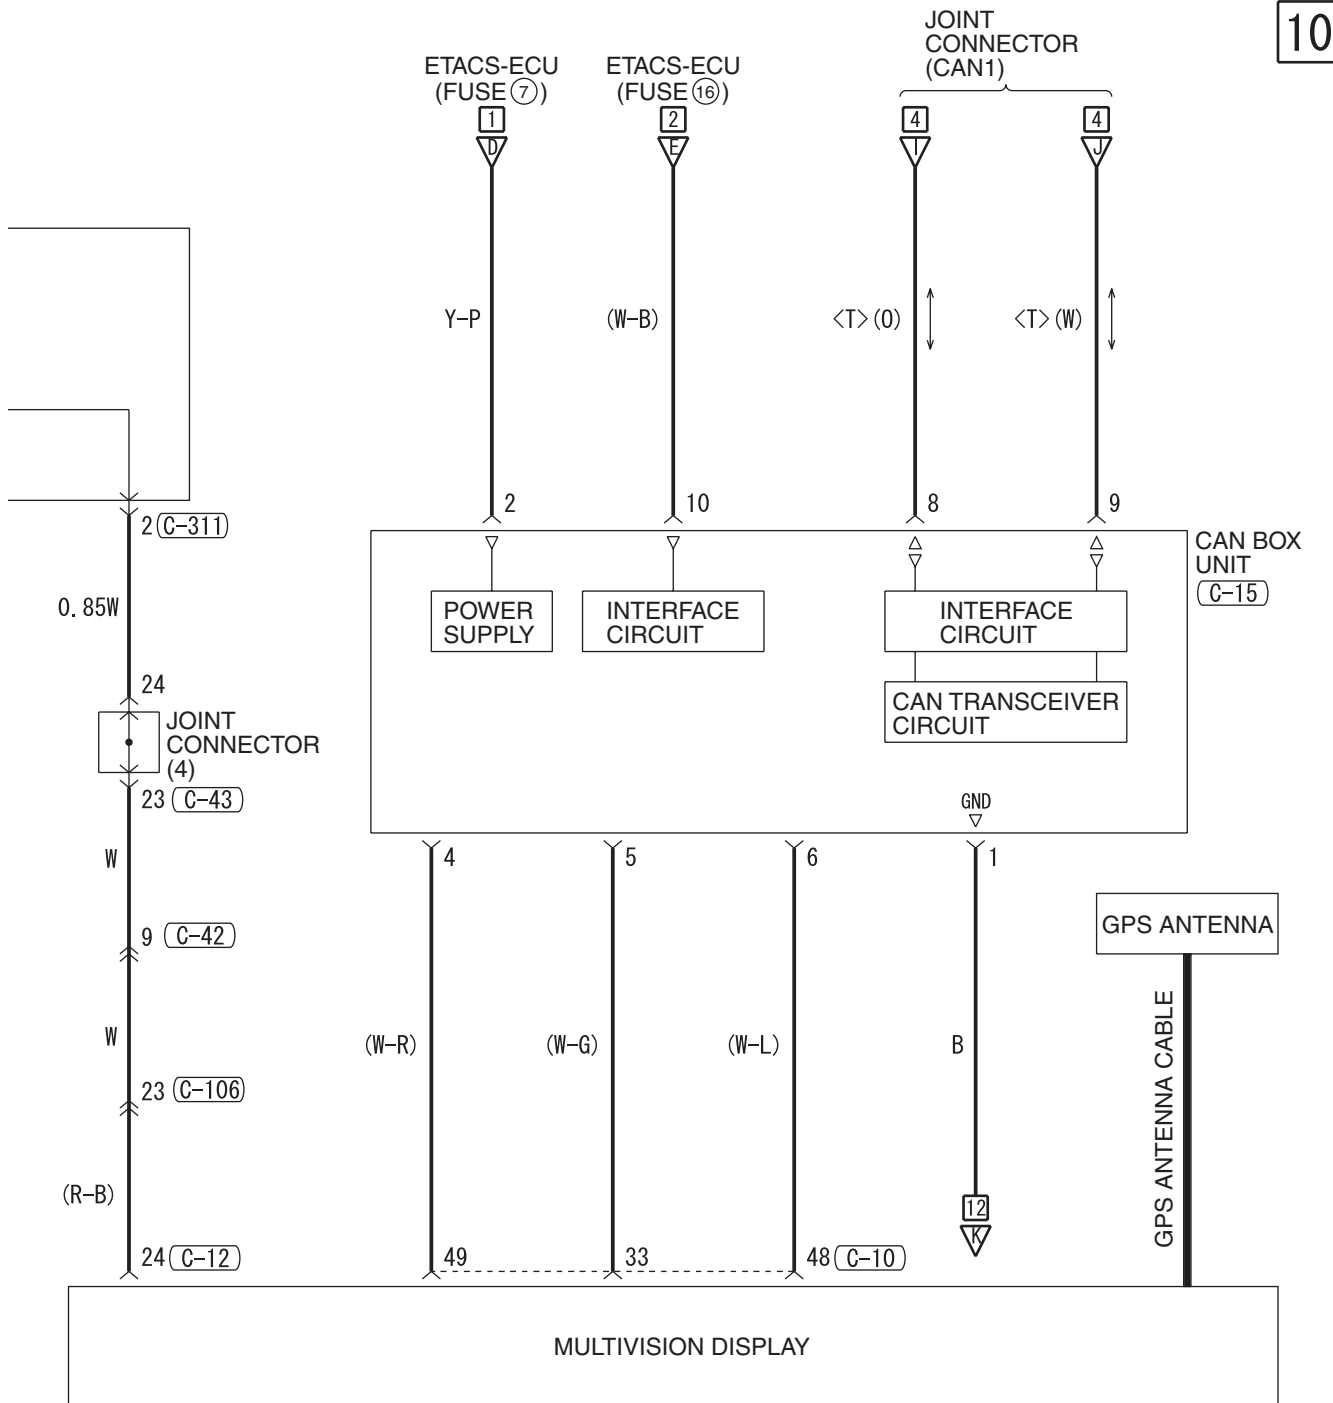 10
JOINT
CONNECTOR
(CAN1)
ETACS-ECU
(FUSE 7)
ETACS-ECU
(FUSE 16)
1
2
4
4
D
E
I
J
Y-P
(W-B)
<T>(O)
<T>(W)
2
10
8
9
2 C-311
CAN BOX
UNIT
C-15
0.85W
POWER
SUPPLY
INTERFACE
CIRCUIT
INTERFACE
CIRCUIT
CAN TRANSCEIVER
CIRCUIT
24
JOINT
CONNECTOR
(4)
23 C-43
GND
4
5
6
1
W
9 C-42
GPS ANTENNA
GPS ANTENNA CABLE
W
(W-R)
(W-G)
(W-L)
B
23 C-106
(R-B)
12
K
24 C-12
49
33
48 C-10
MULTIVISION DISPLAY